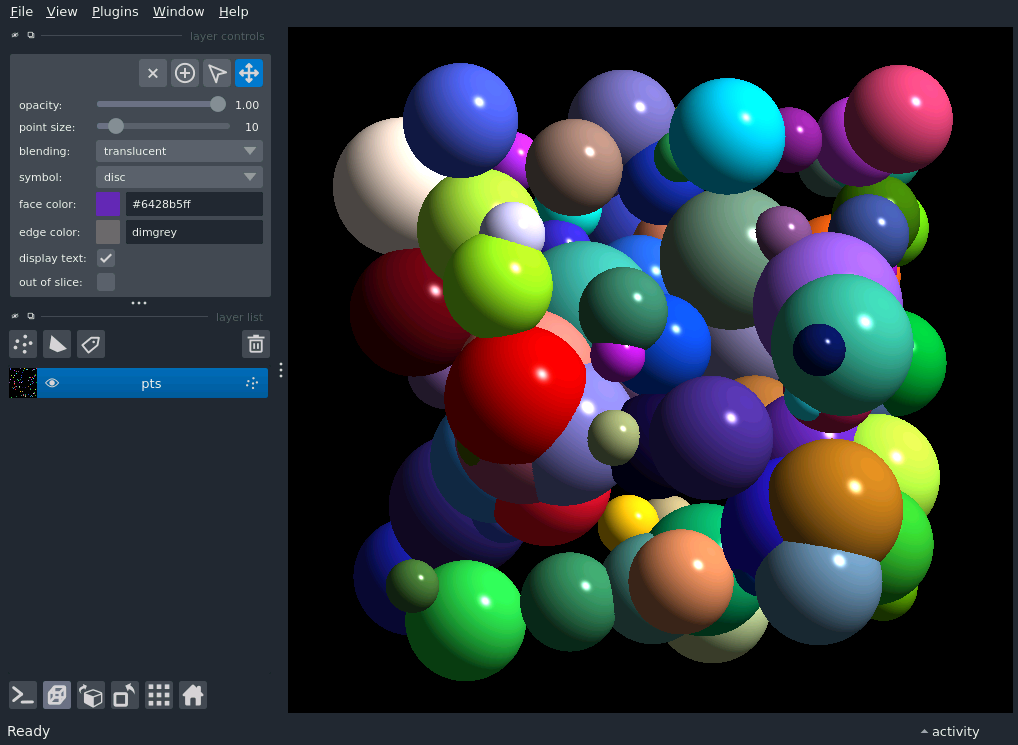 File View Plugins Window Help
layer controls
opacity: 1.00
point size: 10
blending: translucent
symbol: disc
face color: #6428b5ff
edge color: dimgrey
display text:
out of slice:
layer list
pts
Ready activity